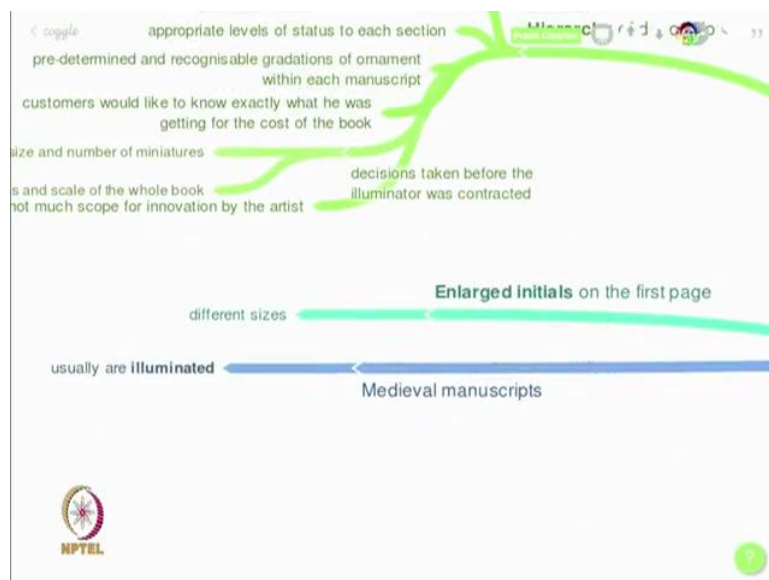 coggle
appropriate levels of status to each section
pre-determined and recognisable gradations of ornament
within each manuscript
customers would like to know exactly what he was
getting for the cost of the book
size and number of miniatures
decisions taken before the
illuminator was contracted
s and scale of the whole book
not much scope for innovation by the artist
Enlarged initials on the first page
different sizes
usually are illuminated
Medieval manuscripts
NPTEL
?